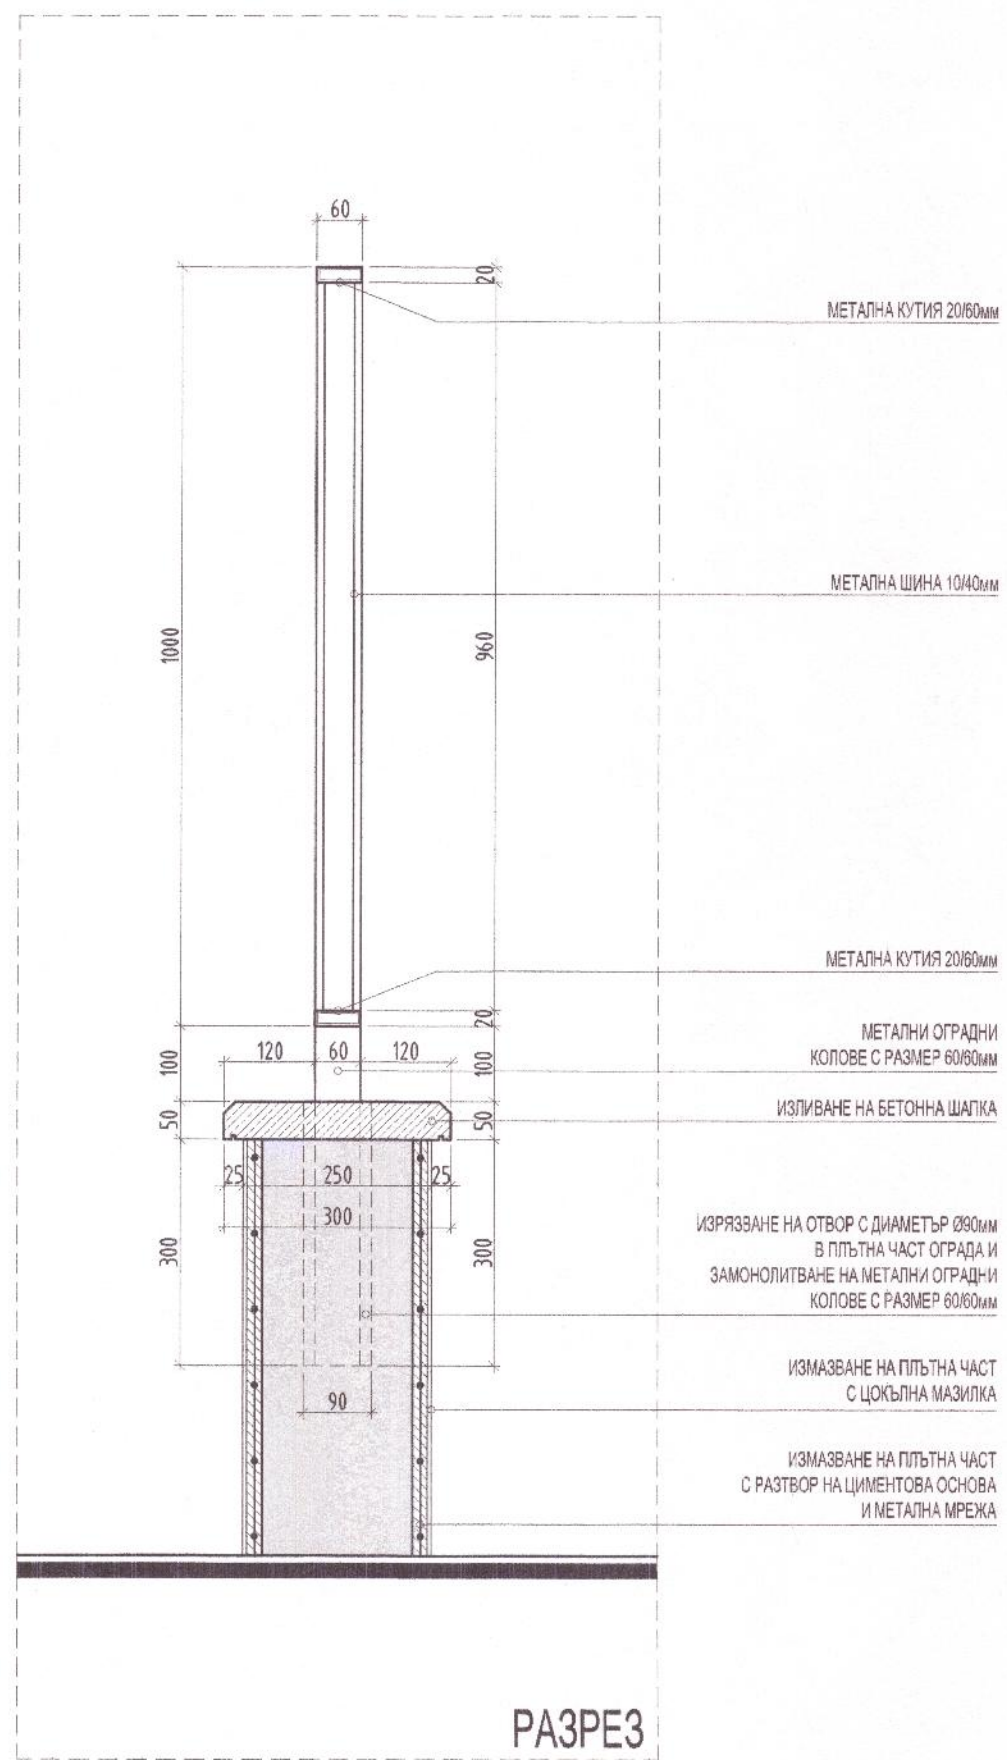 60
20
МЕТАЛНА КУТИЯ 20/60мм
МЕТАЛНА ШИНА 10/40мм
1000
960
МЕТАЛНА КУТИЯ 20/60мм
20
МЕТАЛНИ ОГРАДНИ
КОЛОВЕ С РАЗМЕР 60/60мм
100
120
60
120
100
ИЗЛИВАНЕ НА БЕТОННА ШАПКА
50
50
25
250
25
300
300
300
ИЗРЯЗВАНЕ НА ОТВОР С ДИАМЕТЪР Ø90мм
В ПЛЪТНА ЧАСТ ОГРАДА И
ЗАМОНОЛИТВАНЕ НА МЕТАЛНИ ОГРАДНИ
КОЛОВЕ С РАЗМЕР 60/60мм
90
ИЗМАЗВАНЕ НА ПЛЪТНА ЧАСТ
С ЦОКЪЛНА МАЗИЛКА
ИЗМАЗВАНЕ НА ПЛЪТНА ЧАСТ
С РАЗТВОР НА ЦИМЕНТОВА ОСНОВА
И МЕТАЛНА МРЕЖА
РАЗРЕЗ